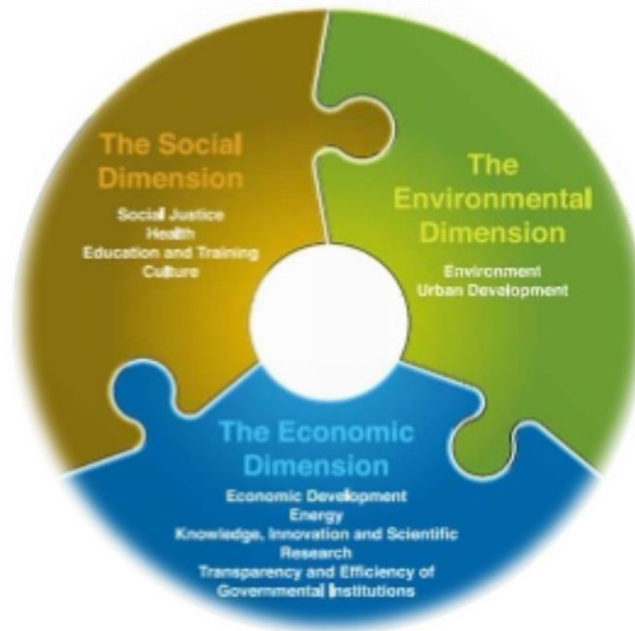 The Social
Dimension
Social Justice
Health
Education and Training
Culture
The
Environmental
Dimension
Environment
Urban Development
The Economic
Dimension
Economic Development
Energy
Knowledge, Innovation and Scientific
Research
Transparency and Efficiency of
Governmental Institutions